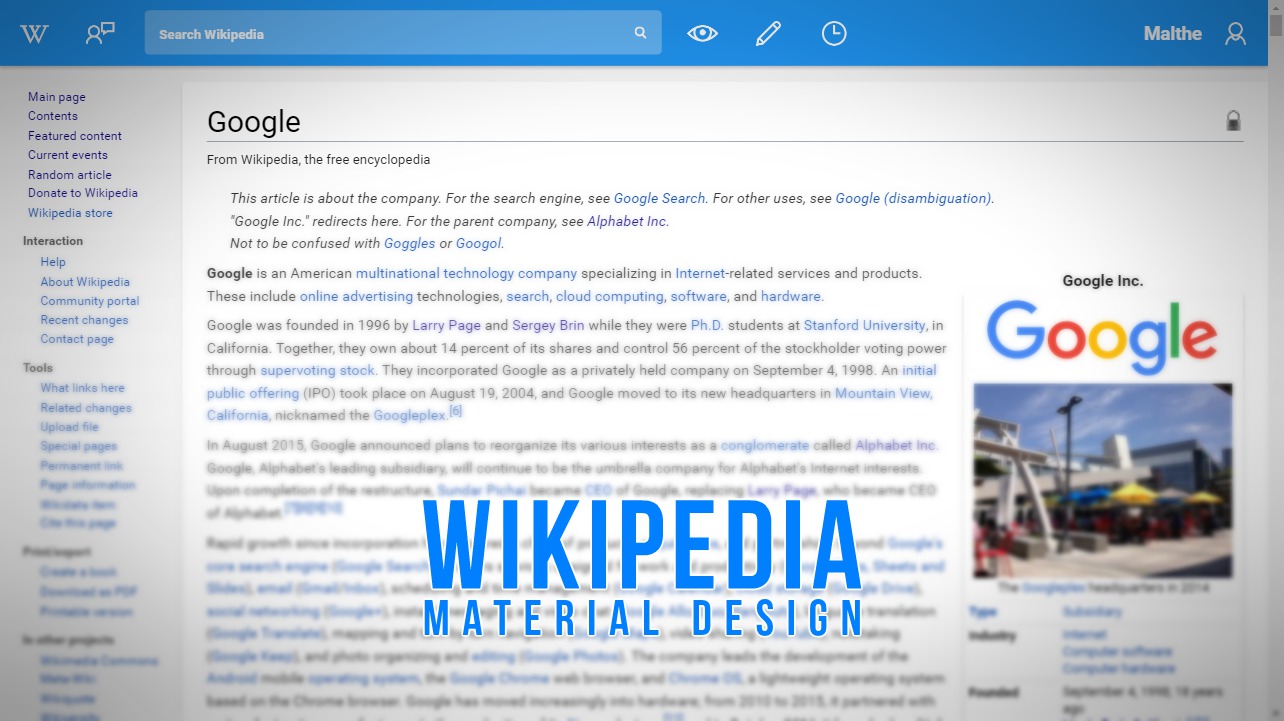 W
Search Wikipedia
Malthe
Main page
Contents
Featured content
Current events
Random article
Donate to Wikipedia
Wikipedia store
Interaction
Help
About Wikipedia
Community portal
Recent changes
Contact page
Tools
What links here
Related changes
Upload file
Special pages
Permanent link
Page information
Wikidata item
Cite this page
Print/export
Create a book
Download as PDF
Printable version
In other projects
Wikimedia Commons
Meta-Wiki
Wikiquote
Wikiversity
Google
From Wikipedia, the free encyclopedia
This article is about the company. For the search engine, see Google Search. For other uses, see Google (disambiguation).
"Google Inc." redirects here. For the parent company, see Alphabet Inc.
Not to be confused with Goggles or Googol.
Google is an American multinational technology company specializing in Internet-related services and products.
These include online advertising technologies, search, cloud computing, software, and hardware.
Google was founded in 1996 by Larry Page and Sergey Brin while they were Ph.D. students at Stanford University, in
California. Together, they own about 14 percent of its shares and control 56 percent of the stockholder voting power
through supervoting stock. They incorporated Google as a privately held company on September 4, 1998. An initial
public offering (IPO) took place on August 19, 2004, and Google moved to its new headquarters in Mountain View,
California, nicknamed the Googleplex.[6]
In August 2015, Google announced plans to reorganize its various interests as a conglomerate called Alphabet Inc.
Google, Alphabet's leading subsidiary, will continue to be the umbrella company for Alphabet's Internet interests.
Upon completion of the restructure, Sundar Pichai became CEO of Google, replacing Larry Page, who became CEO
of Alphabet.
Rapid growth since incorporation Google's
core search engine (Google Search Sheets and
Slides), email (Gmail/Inbox), Drive),
social networking (Google+), translation
(Google Translate), mapping and
(Google Keep), and photo organizing and editing (Google Photos). The company leads the development of the
Android mobile operating system, the Google Chrome web browser, and Chrome OS, a lightweight operating system
based on the Chrome browser. Google has moved increasingly into hardware; from 2010 to 2015, it partnered with
Google Inc.
Google
The Googleplex headquarters in 2014
Type Subsidiary
Industry Internet
Computer software
Computer hardware
Founded September 4, 1998; 18 years
ago
WIKIPEDIA
MATERIAL DESIGN